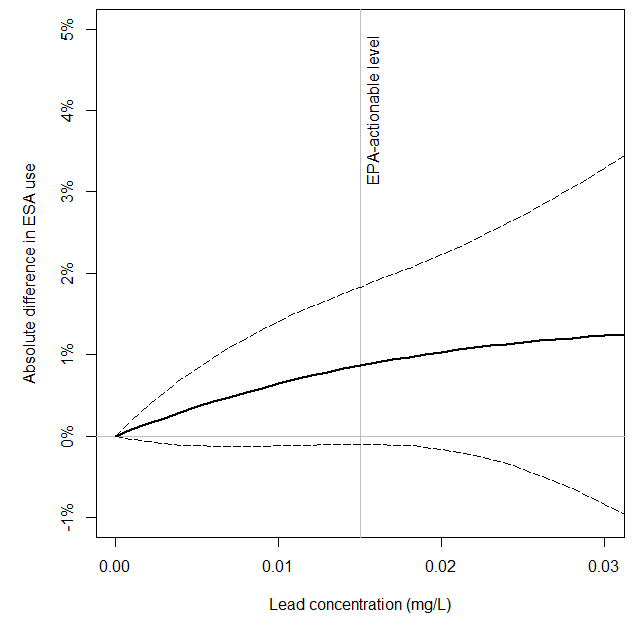 5%
4%
3%
2%
1%
0%
-1%
Absolute difference in ESA use
EPA-actionable level
0.00 0.01 0.02 0.03
Lead concentration (mg/L)